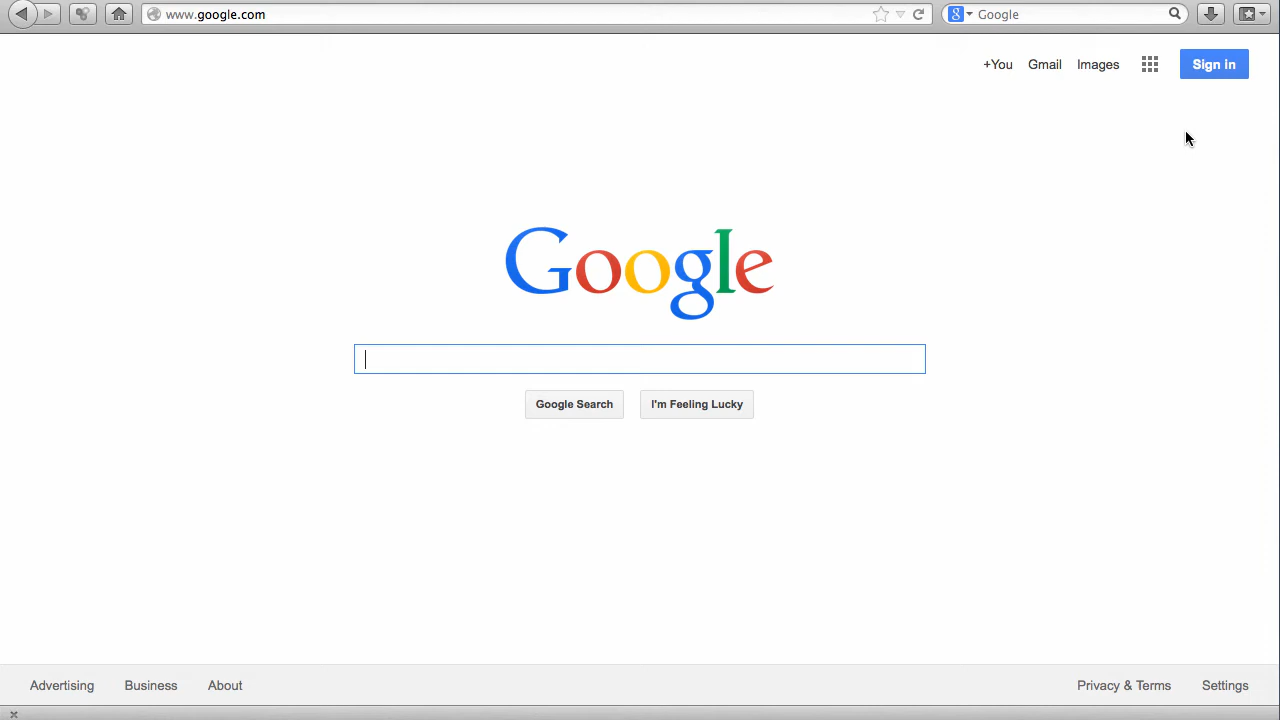 www.google.com
Google
+You Gmail Images Sign in
Google
Google Search I'm Feeling Lucky
Advertising Business About Privacy & Terms Settings